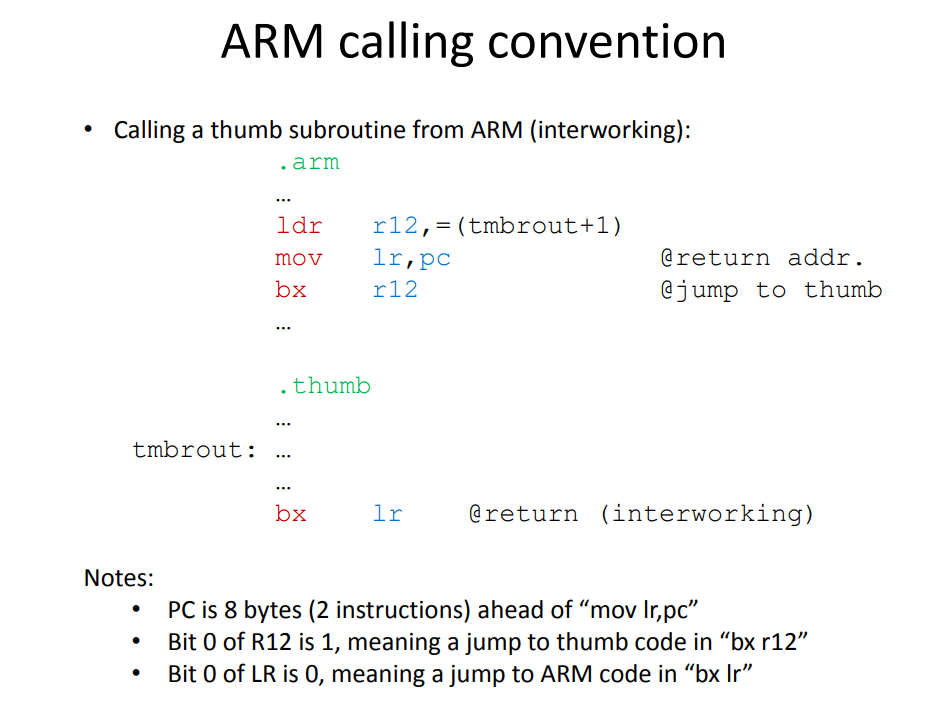 ARM calling convention
• Calling a thumb subroutine from ARM (interworking):
.arm
…
ldr r12,=(tmbrout+1)
mov lr,pc @return addr.
bx r12 @jump to thumb
…
.thumb
…
tmbrout: …
…
bx lr @return (interworking)
Notes:
• PC is 8 bytes (2 instructions) ahead of “mov lr,pc”
• Bit 0 of R12 is 1, meaning a jump to thumb code in “bx r12”
• Bit 0 of LR is 0, meaning a jump to ARM code in “bx lr”